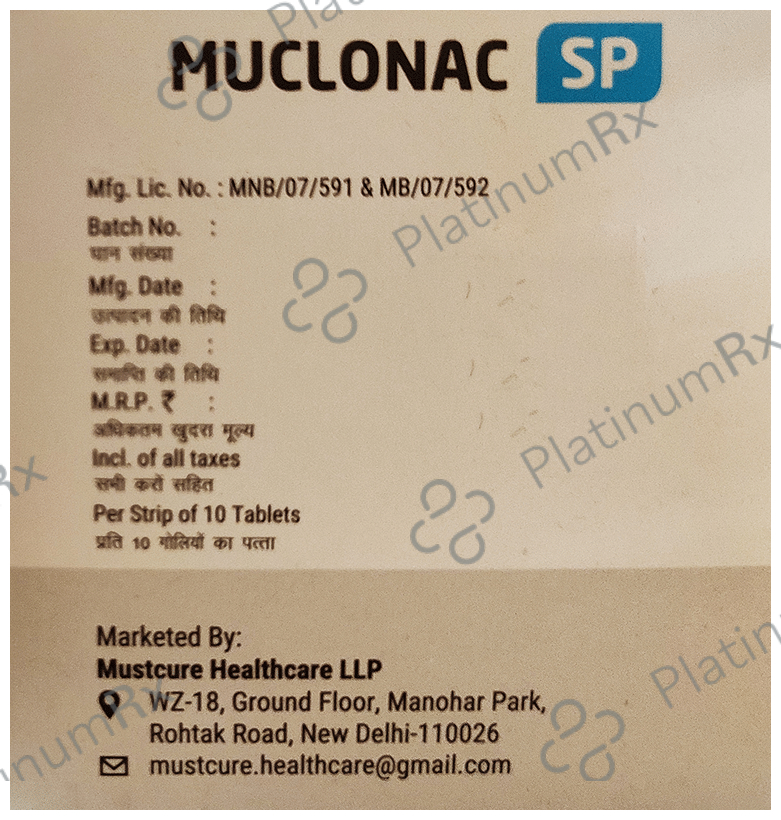 MUCLONAC SP
Mfg. Lic. No. : MNB/07/591 & MB/07/592
Batch No. :
घान संख्या
Mfg. Date :
उत्पादन की तिथि
Exp. Date :
समाप्ति की तिथि
M.R.P. ₹ :
अधिकतम खुदरा मूल्य
Incl. of all taxes
सभी करों सहित
Per Strip of 10 Tablets
प्रति 10 गोलियों का पत्ता
Marketed By:
Mustcure Healthcare LLP
WZ-18, Ground Floor, Manohar Park,
Rohtak Road, New Delhi-110026
mustcure.healthcare@gmail.com
PlatinumRx
PlatinumRx
PlatinumRx